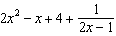 2x² − x + 4 + 1/(2x − 1)